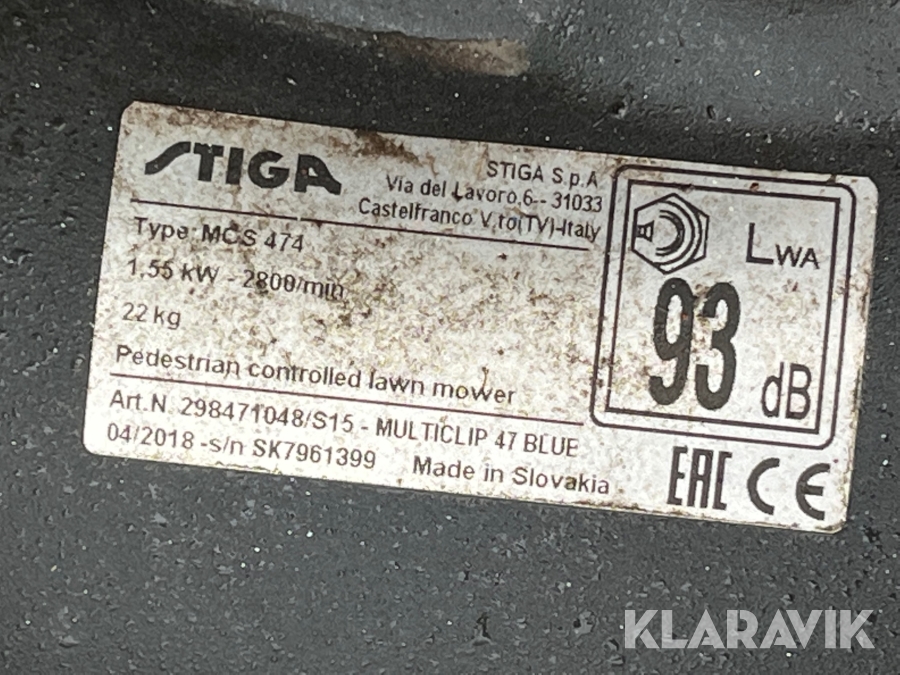 STIGA
STIGA S.p.A
Via del Lavoro,6-- 31033
Castelfranco V.to(TV)-Italy
Type: MCS 474
1,55 kW - 2800/min
22 kg
Pedestrian controlled lawn mower
LWA
93
dB
Art.N. 298471048/S15 - MULTICLIP 47 BLUE
04/2018 -s/n SK7961399 Made in Slovakia
EAC CE
KLARAVIK